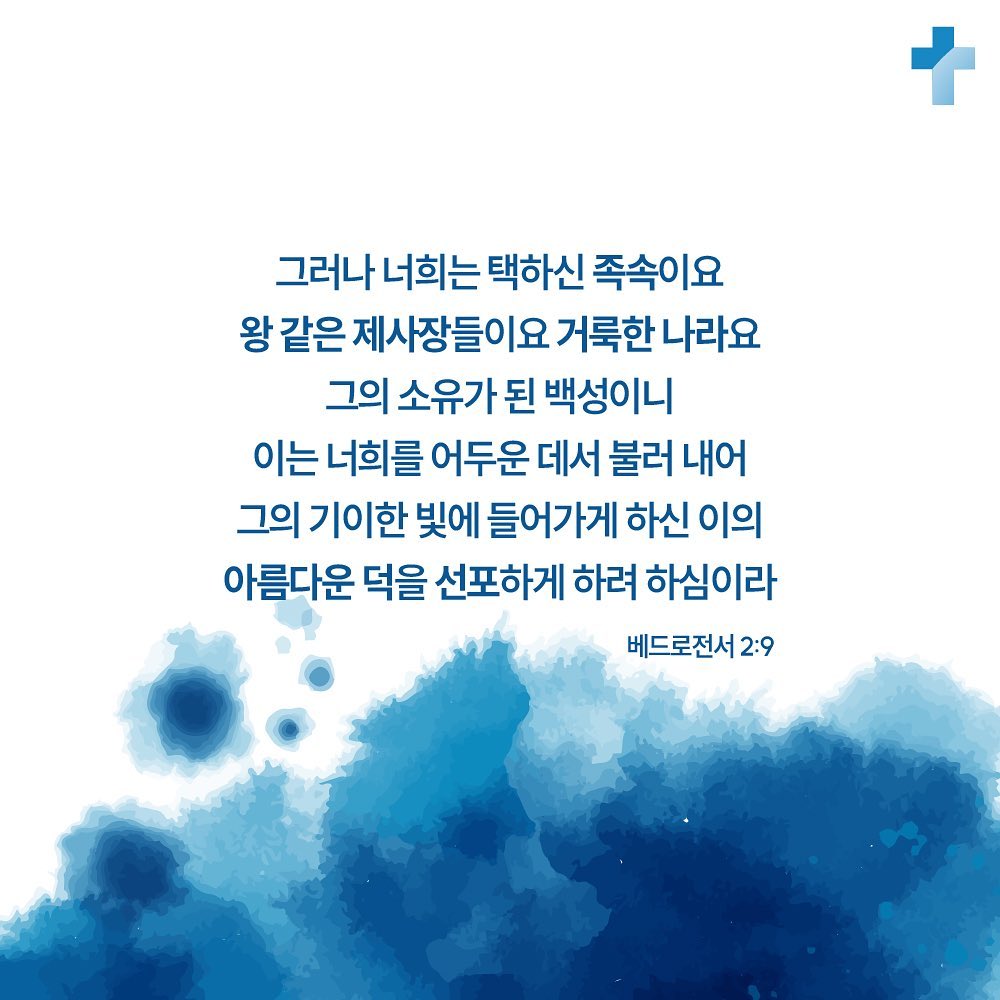 그러나 너희는 택하신 족속이요
왕 같은 제사장들이요 거룩한 나라요
그의 소유가 된 백성이니
이는 너희를 어두운 데서 불러 내어
그의 기이한 빛에 들어가게 하신 이의
아름다운 덕을 선포하게 하려 하심이라
베드로전서 2:9